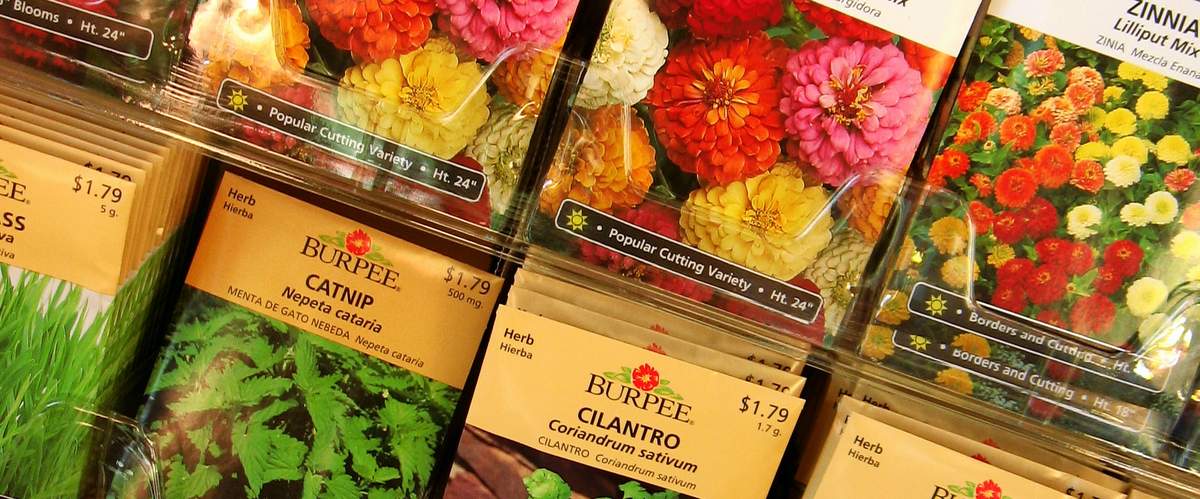 Blooms • Ht. 24"
• Popular Cutting Variety • Ht. 24"
• Popular Cutting Variety • Ht. 24"
ZINNIA
Lilliput Mix
ZINIA Mezcla Enana
• Borders and Cutting • Ht.
• Borders and Cutting • Ht. 18"
$1.79
5 g.
Herb
Hierba
BURPEE
CATNIP
Nepeta cataria
MENTA DE GATO NEBEDA Nepeta cataria
$1.79
500 mg.
Herb
Hierba
BURPEE
CILANTRO
Coriandrum sativum
CILANTRO Coriandrum sativum
$1.79
1.7 g.
Herb
Hierba
BURPEE